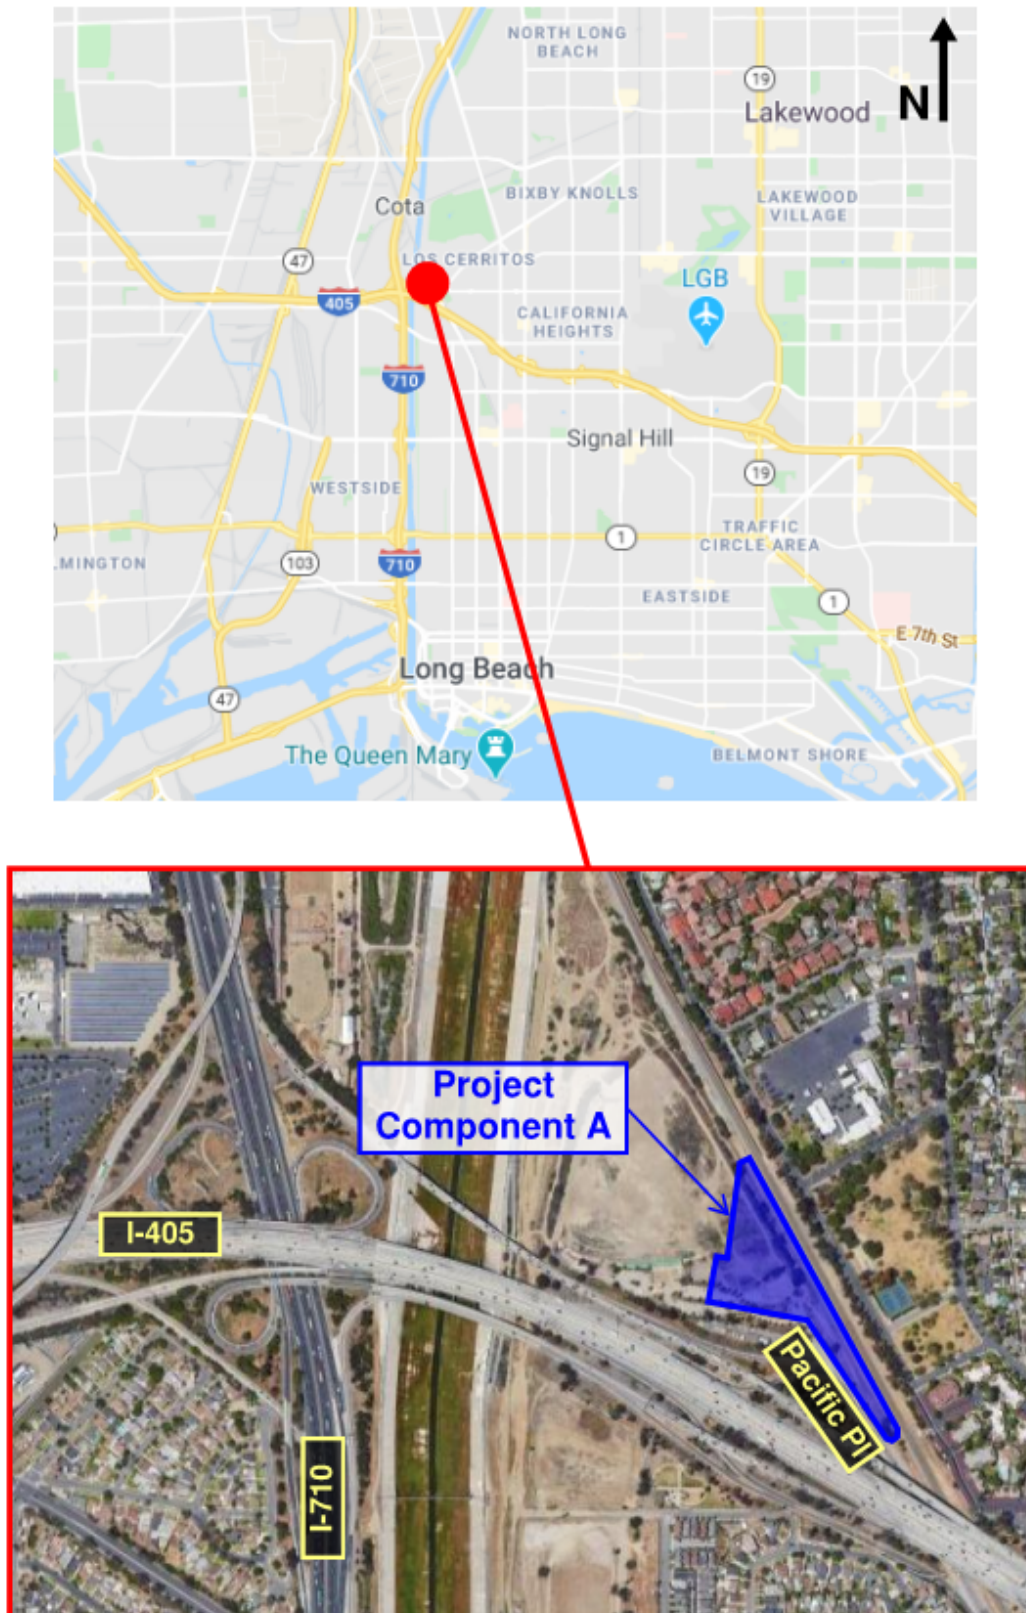 NORTH LONG
BEACH
19
Lakewood
N
BIXBY KNOLLS
LAKEWOOD
VILLAGE
Cota
47
LOS CERRITOS
LGB
405
CALIFORNIA
HEIGHTS
710
Signal Hill
19
WESTSIDE
1
TRAFFIC
CIRCLE AREA
LMINGTON
103
710
EASTSIDE
1
E 7th St
Long Beach
47
The Queen Mary
BELMONT SHORE
Project
Component A
I-405
Pacific Pl
I-710